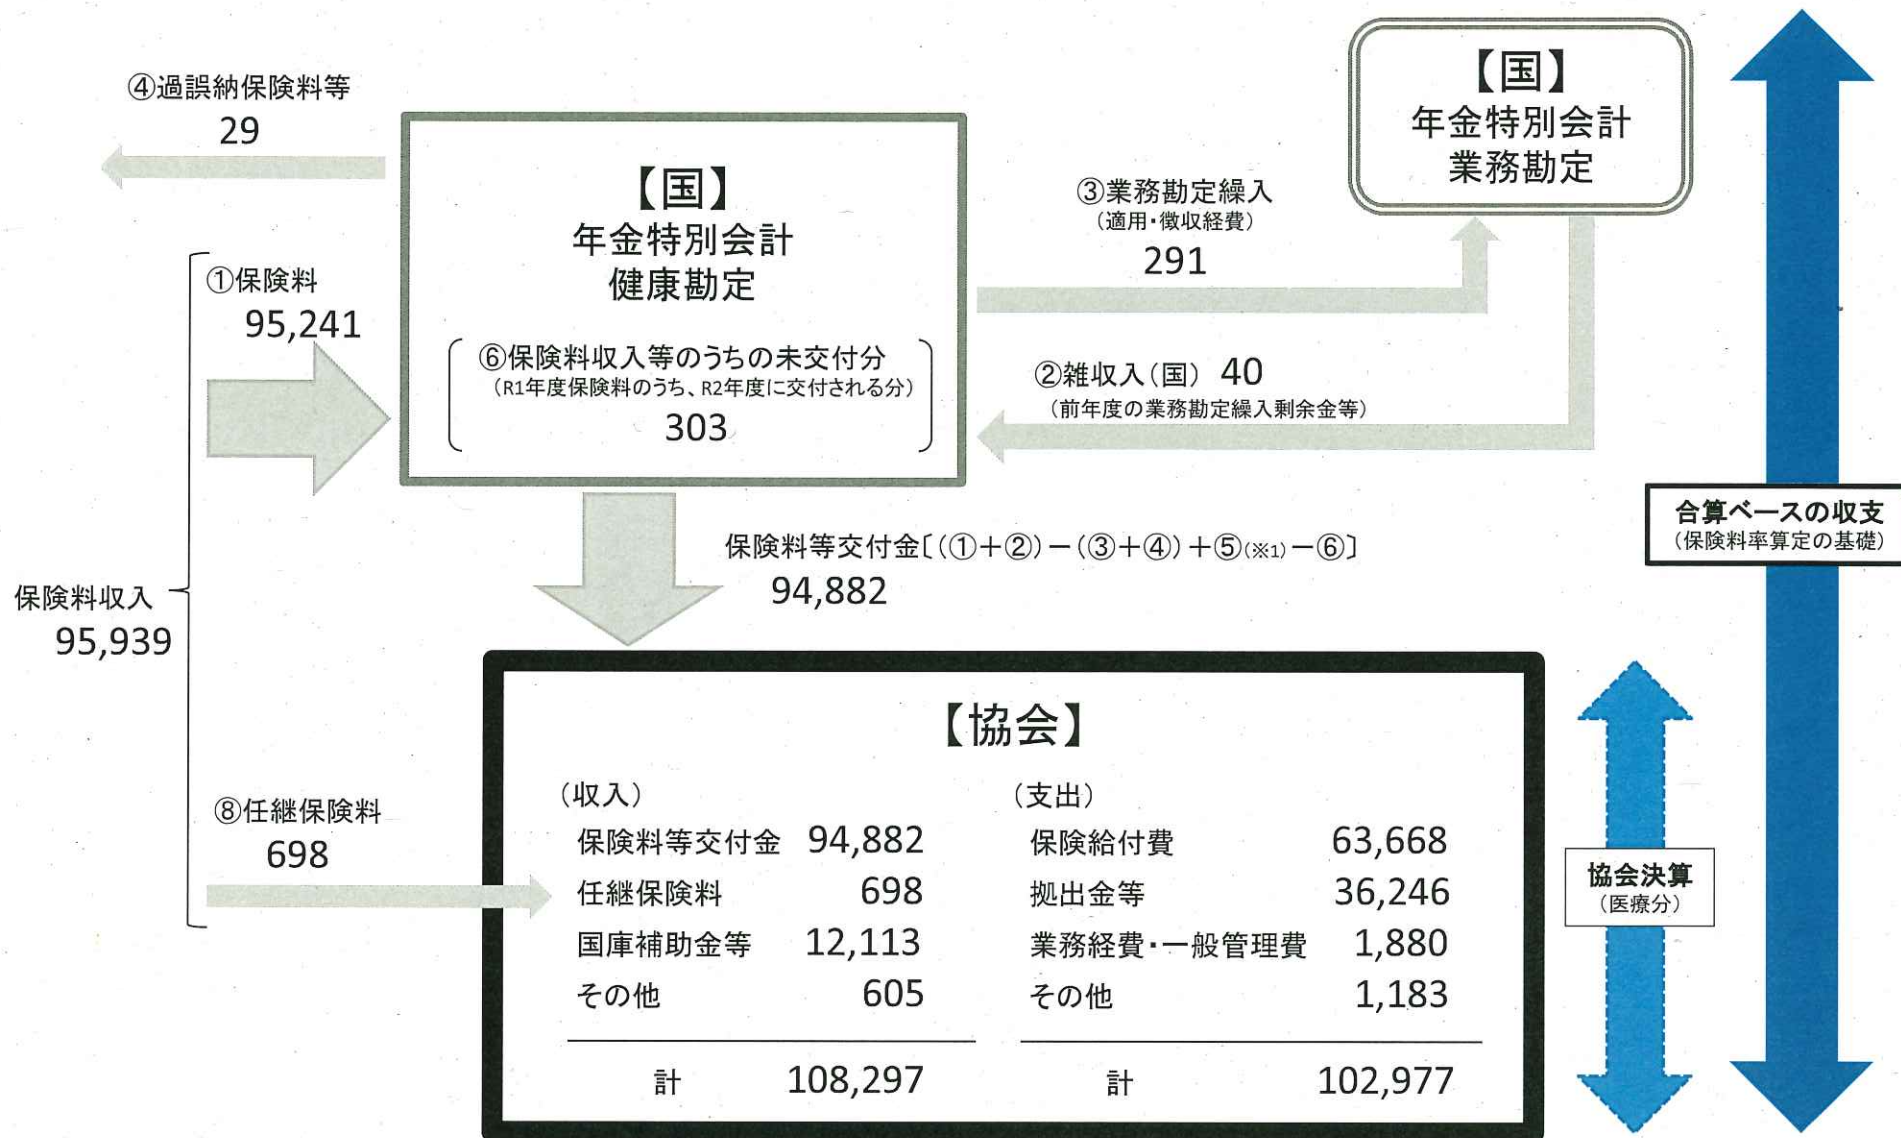 ④過誤納保険料等
29
【国】
年金特別会計
健康勘定
⑥保険料収入等のうちの未交付分
(R1年度保険料のうち、R2年度に交付される分)
303
【国】
年金特別会計
業務勘定
③業務勘定繰入
(適用・徴収経費)
291
②雑収入(国) 40
(前年度の業務勘定繰入剰余金等)
①保険料
95,241
保険料収入
95,939
保険料等交付金〔(①+②)-(③+④)+⑤(※1)-⑥〕
94,882
合算ベースの収支
(保険料率算定の基礎)
⑧任継保険料
698
【協会】
(収入)
保険料等交付金 94,882
任継保険料 698
国庫補助金等 12,113
その他 605
計 108,297
(支出)
保険給付費 63,668
拠出金等 36,246
業務経費・一般管理費 1,880
その他 1,183
計 102,977
協会決算
(医療分)